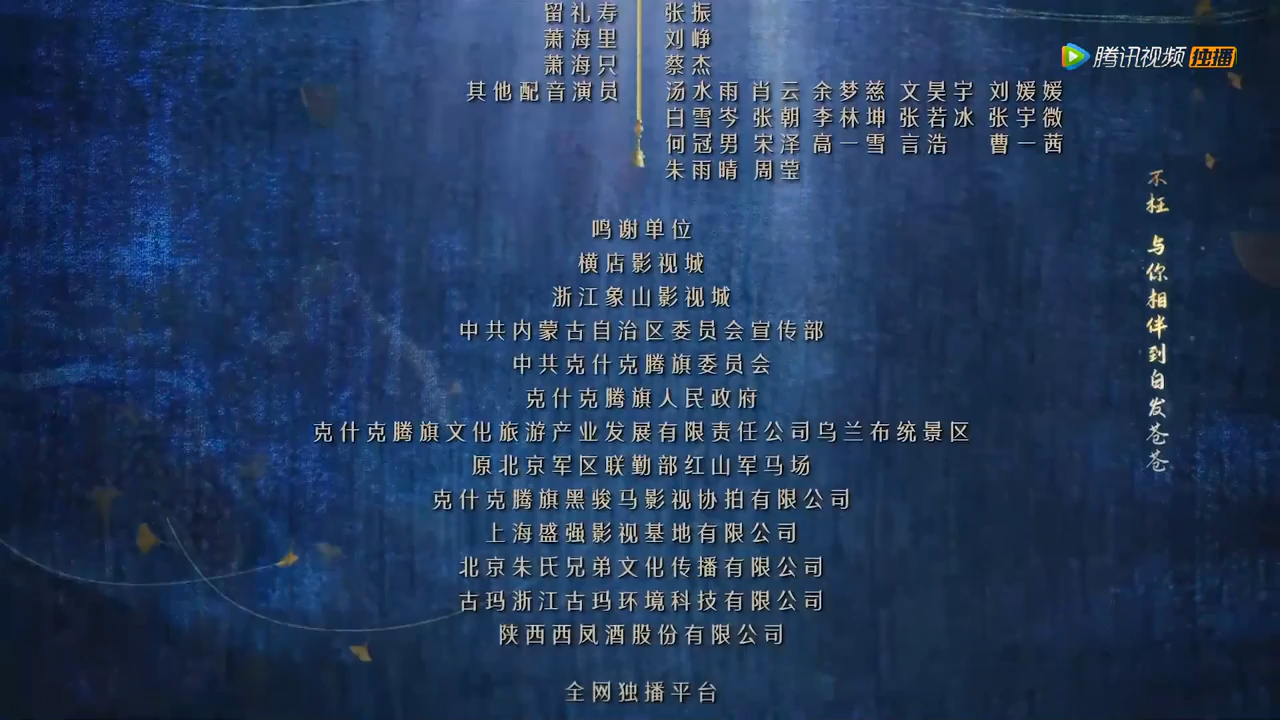 留礼寿 张振
萧海里 刘峥
萧海只 蔡杰
腾讯视频 独播
其他配音演员 汤水雨 肖云 余梦慈 文昊宇 刘媛媛
白雪岑 张朝 李林坤 张若冰 张宇微
何冠男 宋泽 高一雪 言浩 曹一茜
朱雨晴 周莹
不枉 与你相伴到白发苍苍
鸣谢单位
横店影视城
浙江象山影视城
中共内蒙古自治区委员会宣传部
中共克什克腾旗委员会
克什克腾旗人民政府
克什克腾旗文化旅游产业发展有限责任公司乌兰布统景区
原北京军区联勤部红山军马场
克什克腾旗黑骏马影视协拍有限公司
上海盛强影视基地有限公司
北京朱氏兄弟文化传播有限公司
古玛浙江古玛环境科技有限公司
陕西西凤酒股份有限公司
全网独播平台